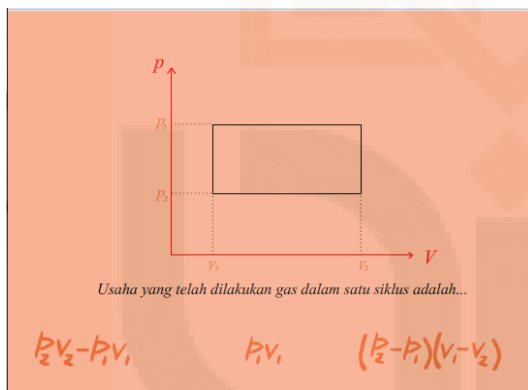 p
p₁
p₂
V
V₁ V₂
Usaha yang telah dilakukan gas dalam satu siklus adalah...
p₂v₂-p₁v₁ p₁v₁ (p₂-p₁)(v₁-v₂)